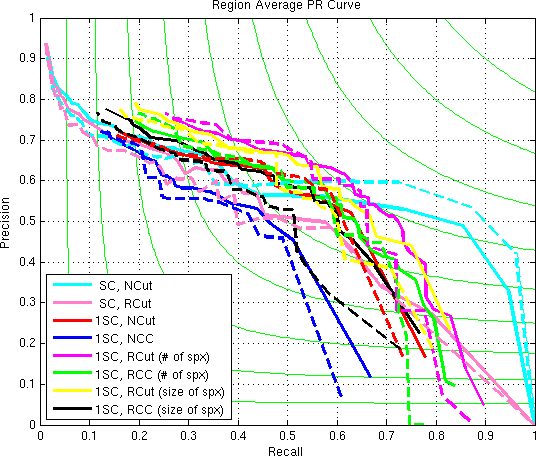 Region Average PR Curve
1
0.9
0.8
0.7
0.6
0.5
0.4
0.3
0.2
0.1
0
Precision
SC, NCut
SC, RCut
1SC, NCut
1SC, NCC
1SC, RCut (# of spx)
1SC, RCC (# of spx)
1SC, RCut (size of spx)
1SC, RCC (size of spx)
0 0.1 0.2 0.3 0.4 0.5 0.6 0.7 0.8 0.9 1
Recall